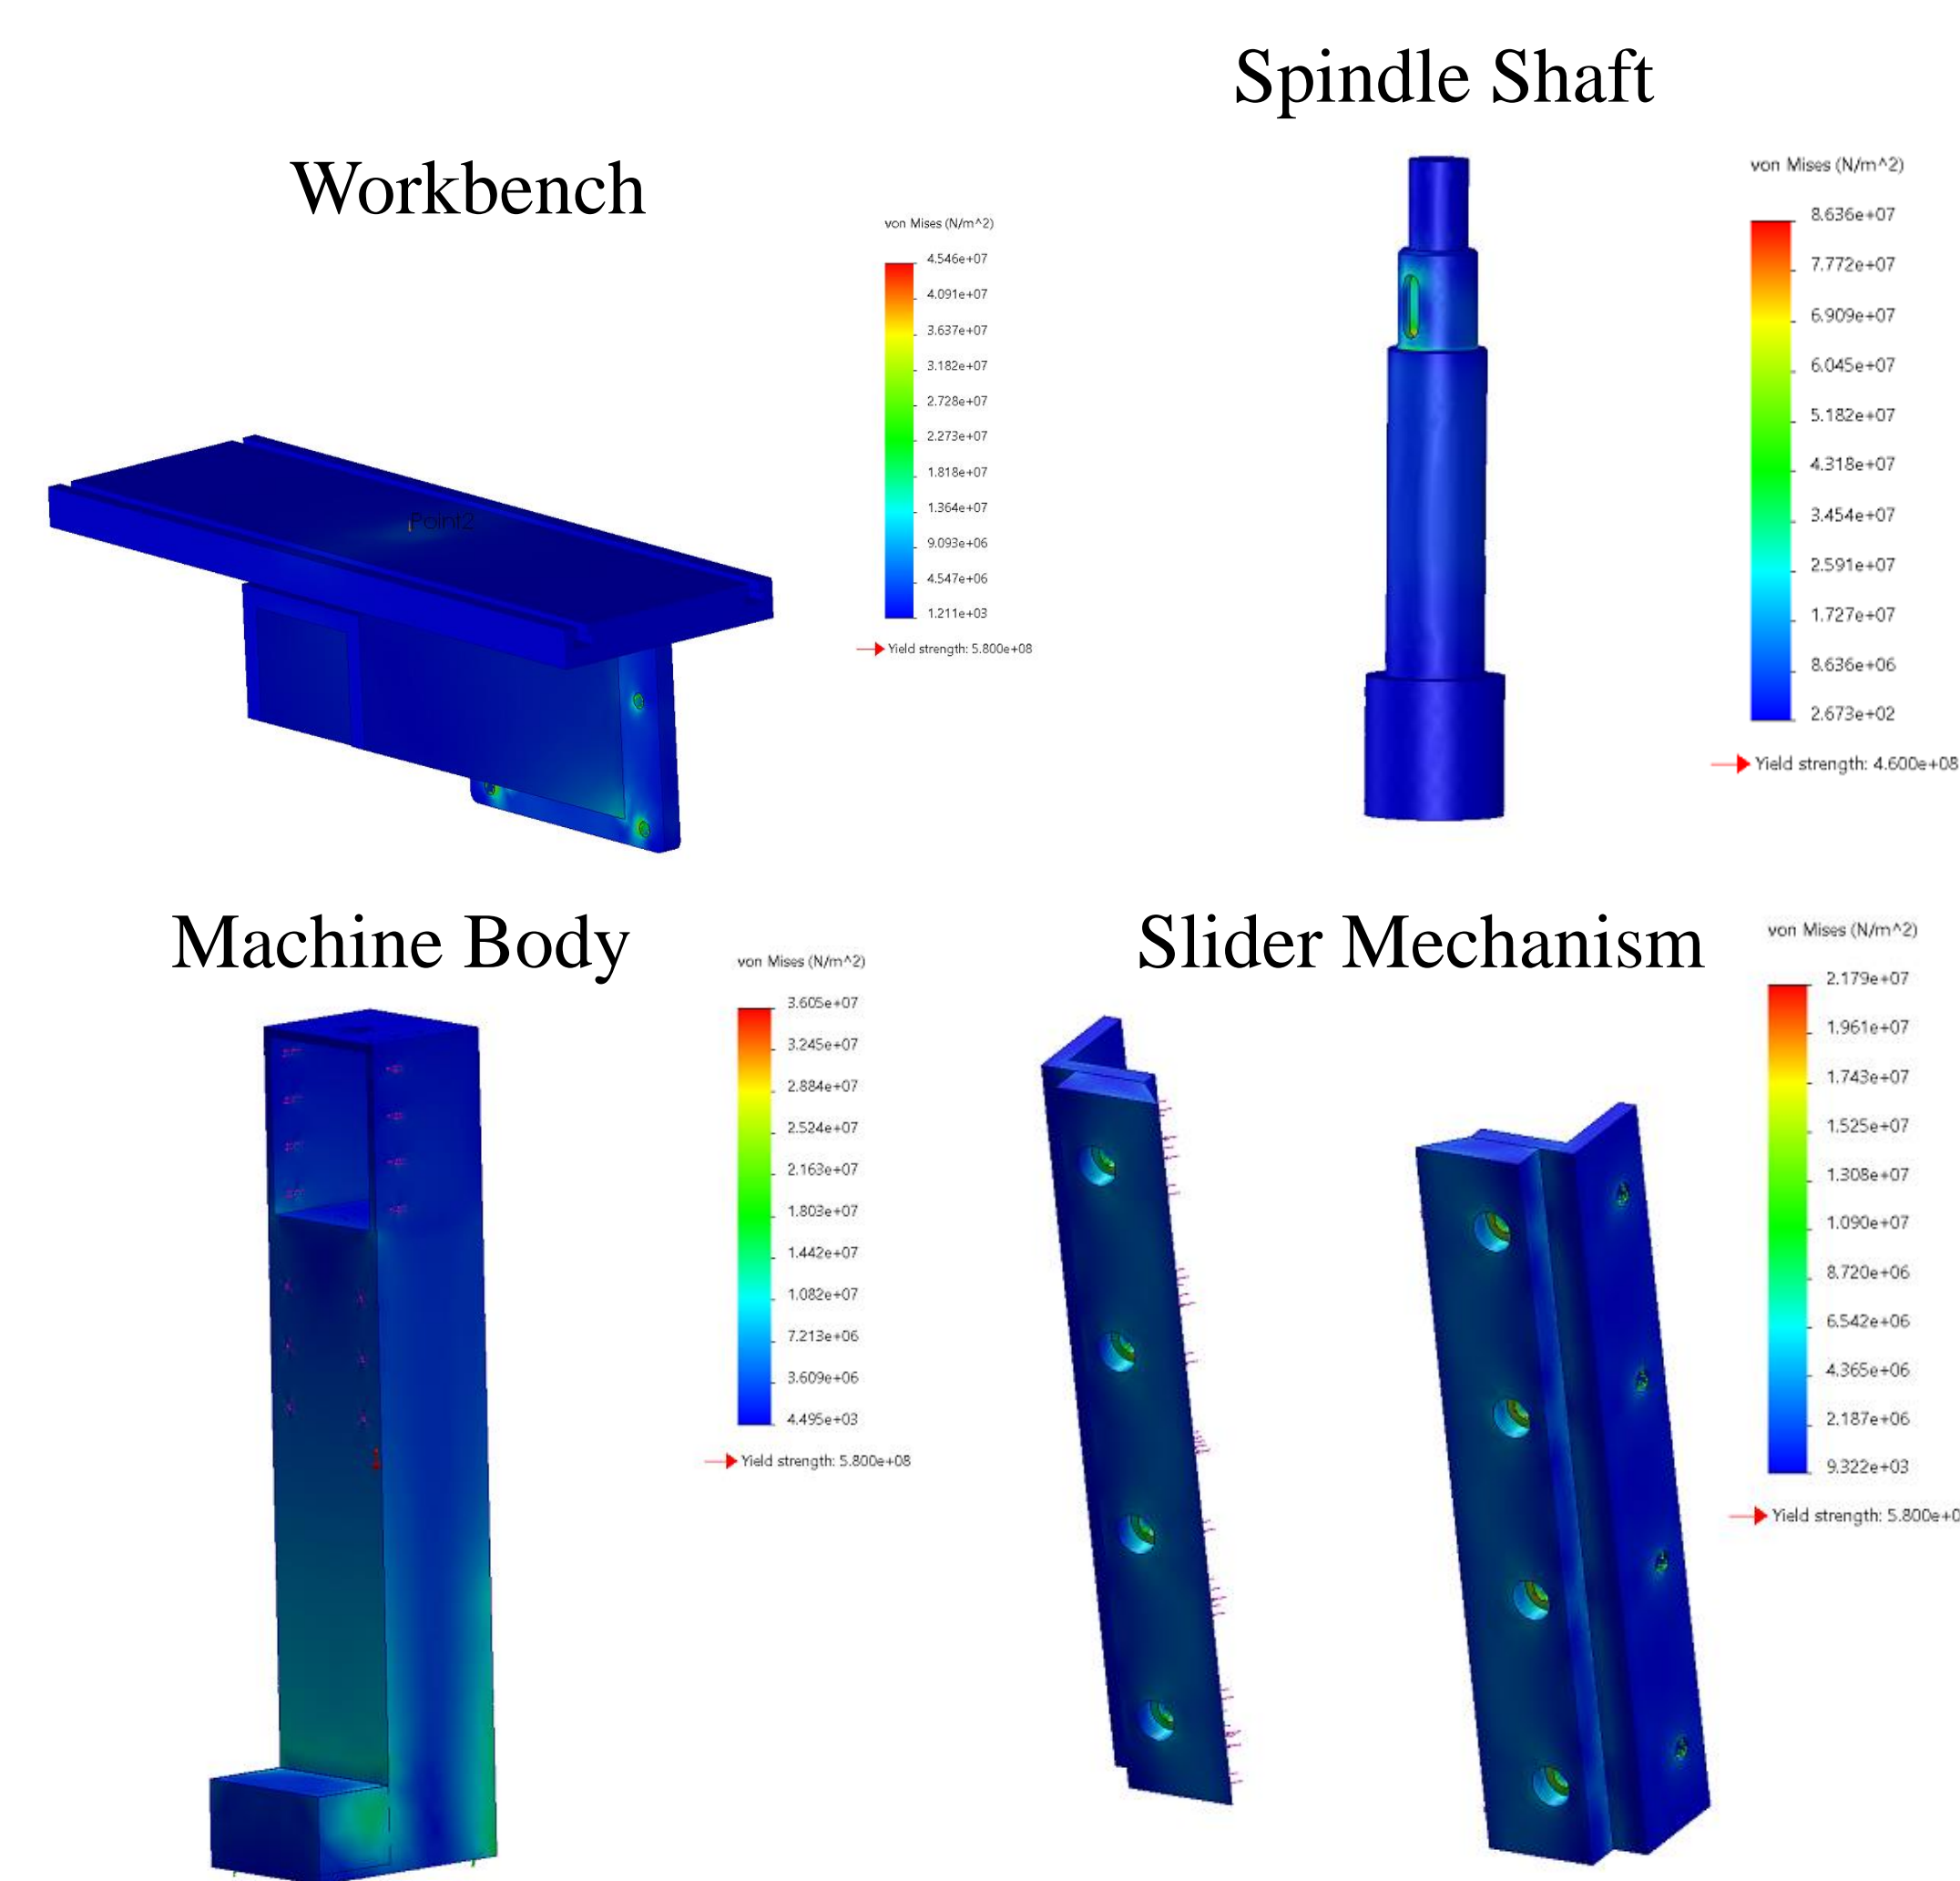 Workbench
von Mises (N/m^2)
4.546e+07
4.091e+07
3.637e+07
3.182e+07
2.728e+07
2.273e+07
1.818e+07
1.364e+07
9.093e+06
4.547e+06
1.211e+03
Yield strength: 5.800e+08
Point2
Spindle Shaft
von Mises (N/m^2)
8.636e+07
7.772e+07
6.909e+07
6.045e+07
5.182e+07
4.318e+07
3.454e+07
2.591e+07
1.727e+07
8.636e+06
2.673e+02
Yield strength: 4.600e+08
Machine Body
von Mises (N/m^2)
3.605e+07
3.245e+07
2.884e+07
2.524e+07
2.163e+07
1.803e+07
1.442e+07
1.082e+07
7.213e+06
3.609e+06
4.495e+03
Yield strength: 5.800e+08
Slider Mechanism
von Mises (N/m^2)
2.179e+07
1.961e+07
1.743e+07
1.525e+07
1.308e+07
1.090e+07
8.720e+06
6.542e+06
4.365e+06
2.187e+06
9.322e+03
Yield strength: 5.800e+0